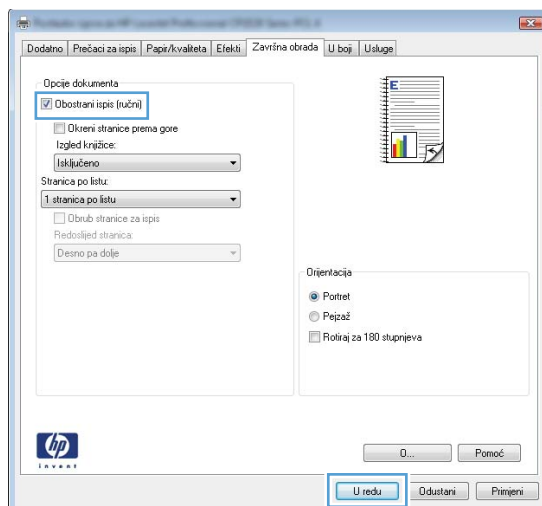 Dodatno Prečaci za ispis Papir/kvaliteta Efekti Završna obrada U boji Usluge
Opcije dokumenta
Obostrani ispis (ručni)
Okreni stranice prema gore
Izgled knjižice:
Isključeno
Stranica po listu:
1 stranica po listu
Obrub stranice za ispis
Redoslijed stranica:
Desno pa dolje
E
Orijentacija
Portret
Pejzaž
Rotiraj za 180 stupnjeva
hp
invent
O... Pomoć
U redu Odustani Primijeni